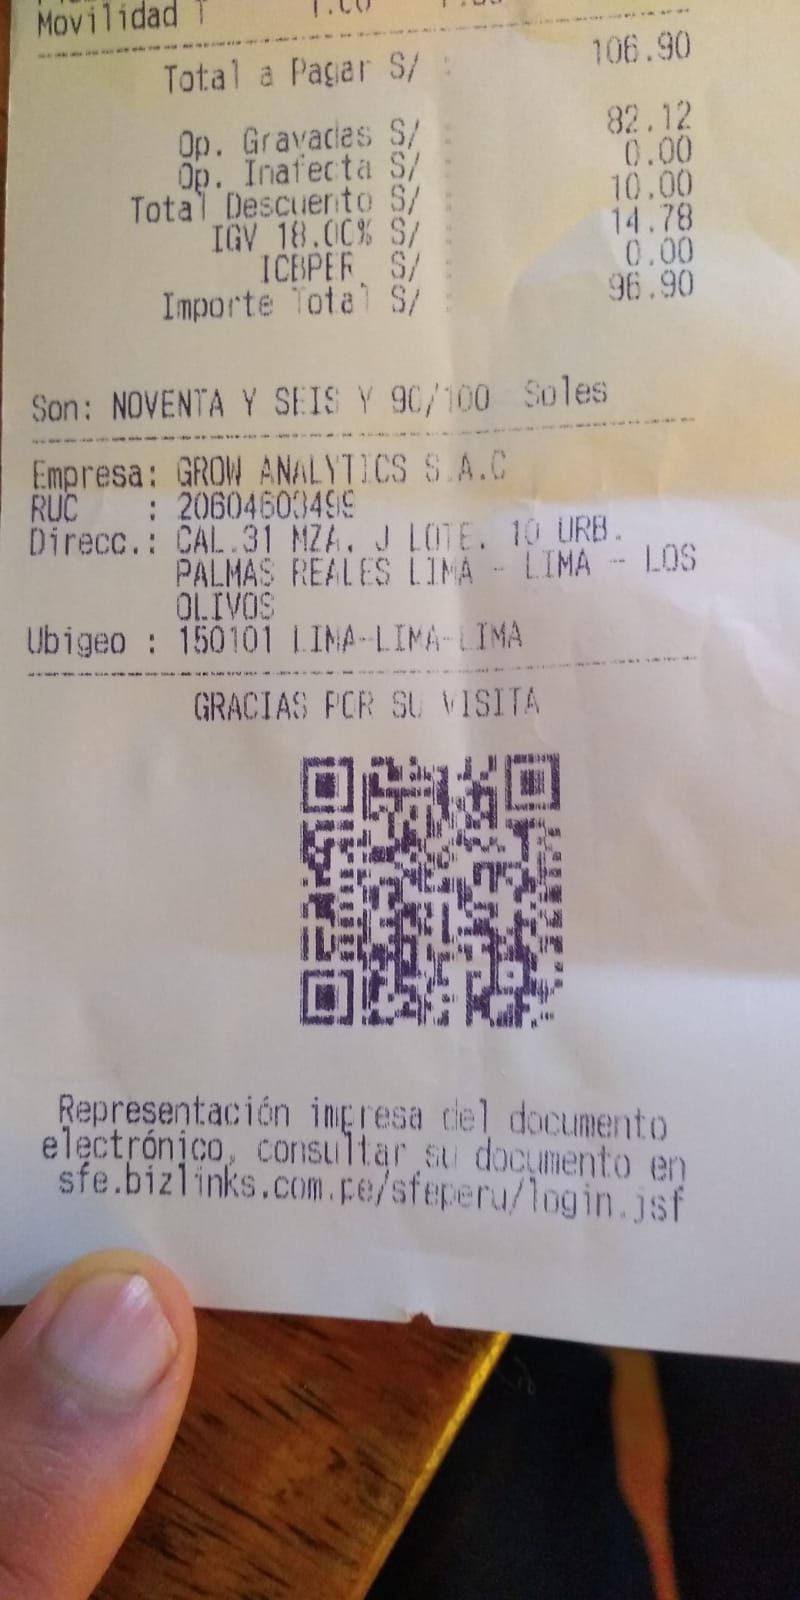 Movilidad T
Total a Pagar S/ : 106.90
Op. Gravadas S/ : 82.12
Op. Inafecta S/ : 0.00
Total Descuento S/ : 10.00
IGV 18.00% S/ : 14.78
ICBPER S/ : 0.00
Importe Total S/ : 96.90
Son: NOVENTA Y SEIS Y 90/100 Soles
Empresa: GROW ANALYTICS S.A.C
RUC : 20604603499
Direcc.: CAL.31 MZA. J LOTE. 10 URB.
PALMAS REALES LIMA - LIMA - LOS
OLIVOS
Ubigeo : 150101 LIMA-LIMA-LIMA
GRACIAS POR SU VISITA
Representación impresa del documento
electrónico, consultar su documento en
sfe.bizlinks.com.pe/sfeperu/login.jsf